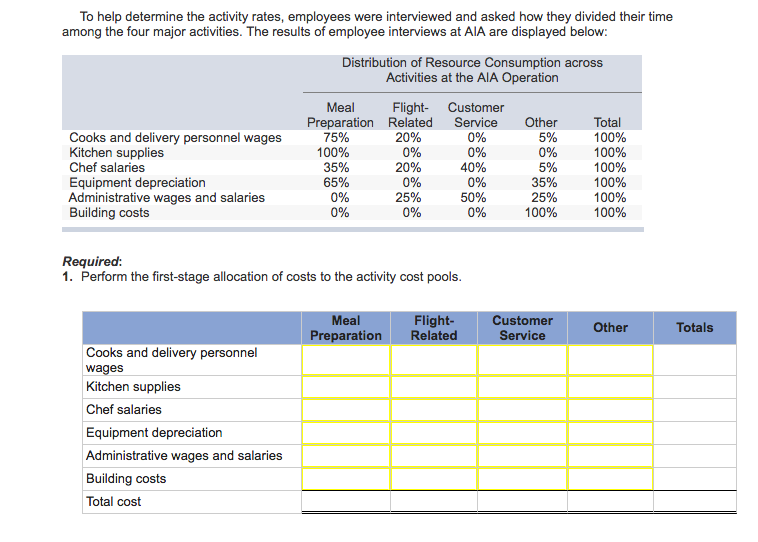 To help determine the activity rates, employees were interviewed and asked how they divided their time
among the four major activities. The results of employee interviews at AIA are displayed below:
Distribution of Resource Consumption across
Activities at the AIA Operation
Meal Flight- Customer
Preparation Related Service Other Total
Cooks and delivery personnel wages 75% 20% 0% 5% 100%
Kitchen supplies 100% 0% 0% 0% 100%
Chef salaries 35% 20% 40% 5% 100%
Equipment depreciation 65% 0% 0% 35% 100%
Administrative wages and salaries 0% 25% 50% 25% 100%
Building costs 0% 0% 0% 100% 100%
Required:
1. Perform the first-stage allocation of costs to the activity cost pools.
Meal Flight- Customer
Preparation Related Service Other Totals
Cooks and delivery personnel
wages
Kitchen supplies
Chef salaries
Equipment depreciation
Administrative wages and salaries
Building costs
Total cost